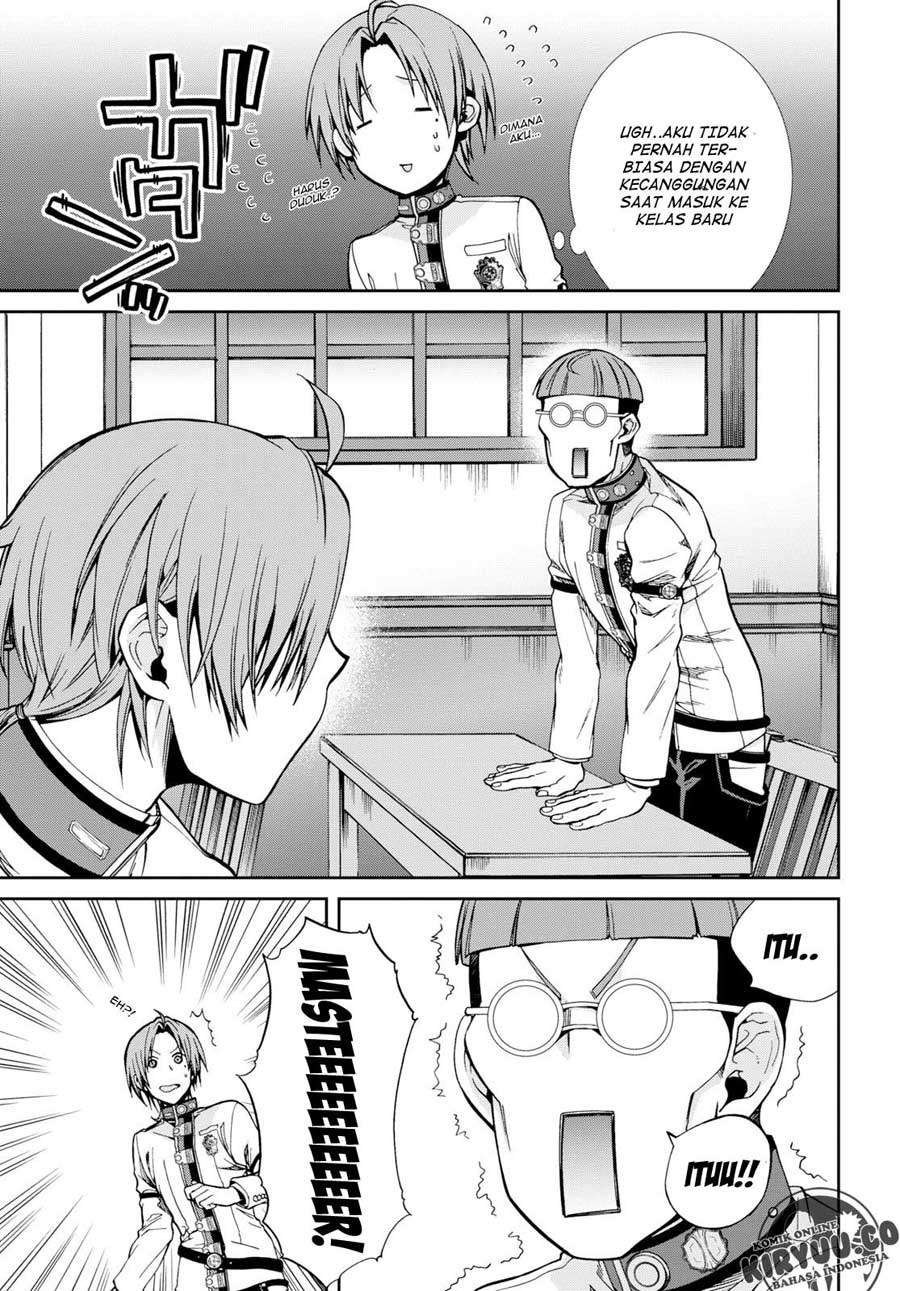 UGH..AKU TIDAK
PERNAH TER-
BIASA DENGAN
KECANGGUNGAN
SAAT MASUK KE
KELAS BARU
DIMANA
AKU...
HARUS
DUDUK..?
ITU..
ITUU!!
MASTEEEEEEEER!
EH?!
KOMIK ONLINE
KIRYUU.CO
BAHASA INDONESIA